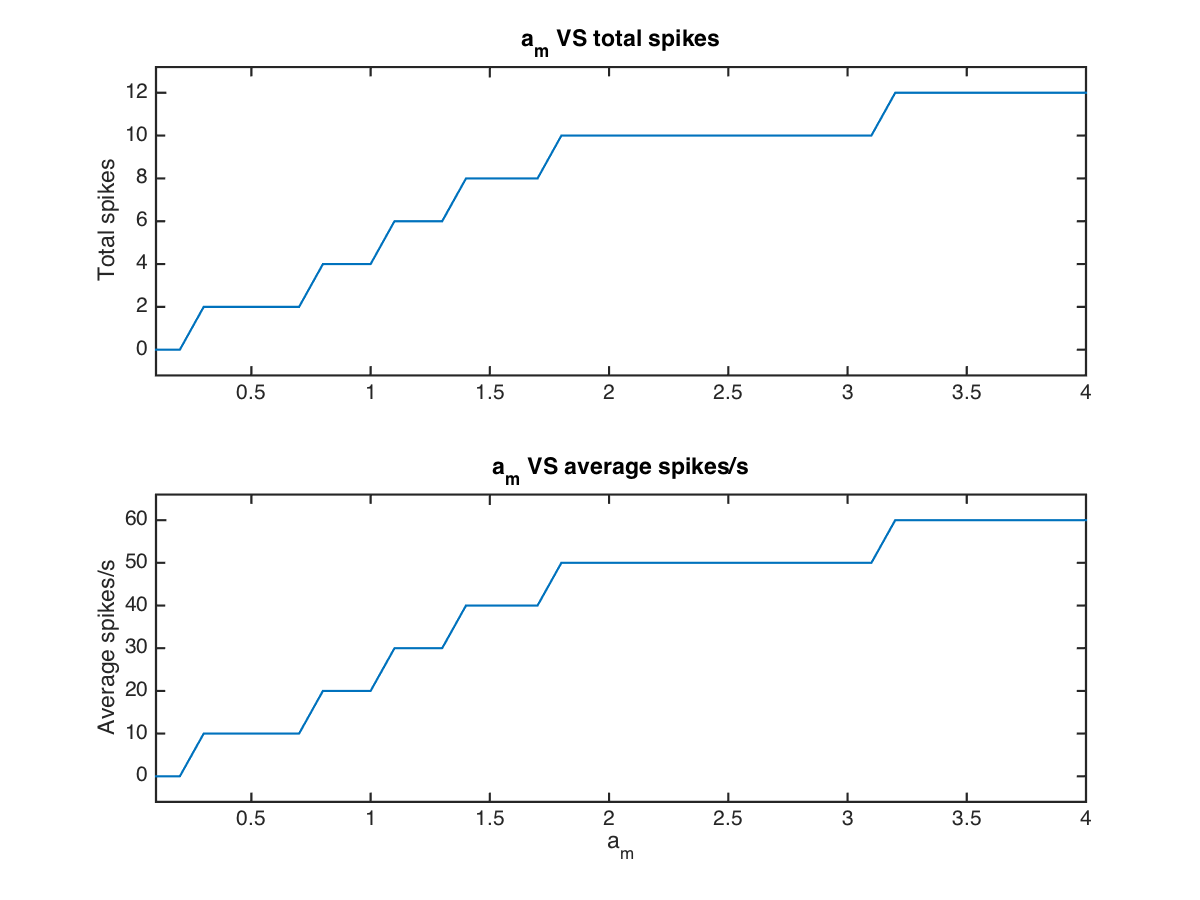 a_m VS total spikes
Total spikes
12
10
8
6
4
2
0
0.5 1 1.5 2 2.5 3 3.5 4
a_m VS average spikes/s
Average spikes/s
60
50
40
30
20
10
0
0.5 1 1.5 2 2.5 3 3.5 4
a_m